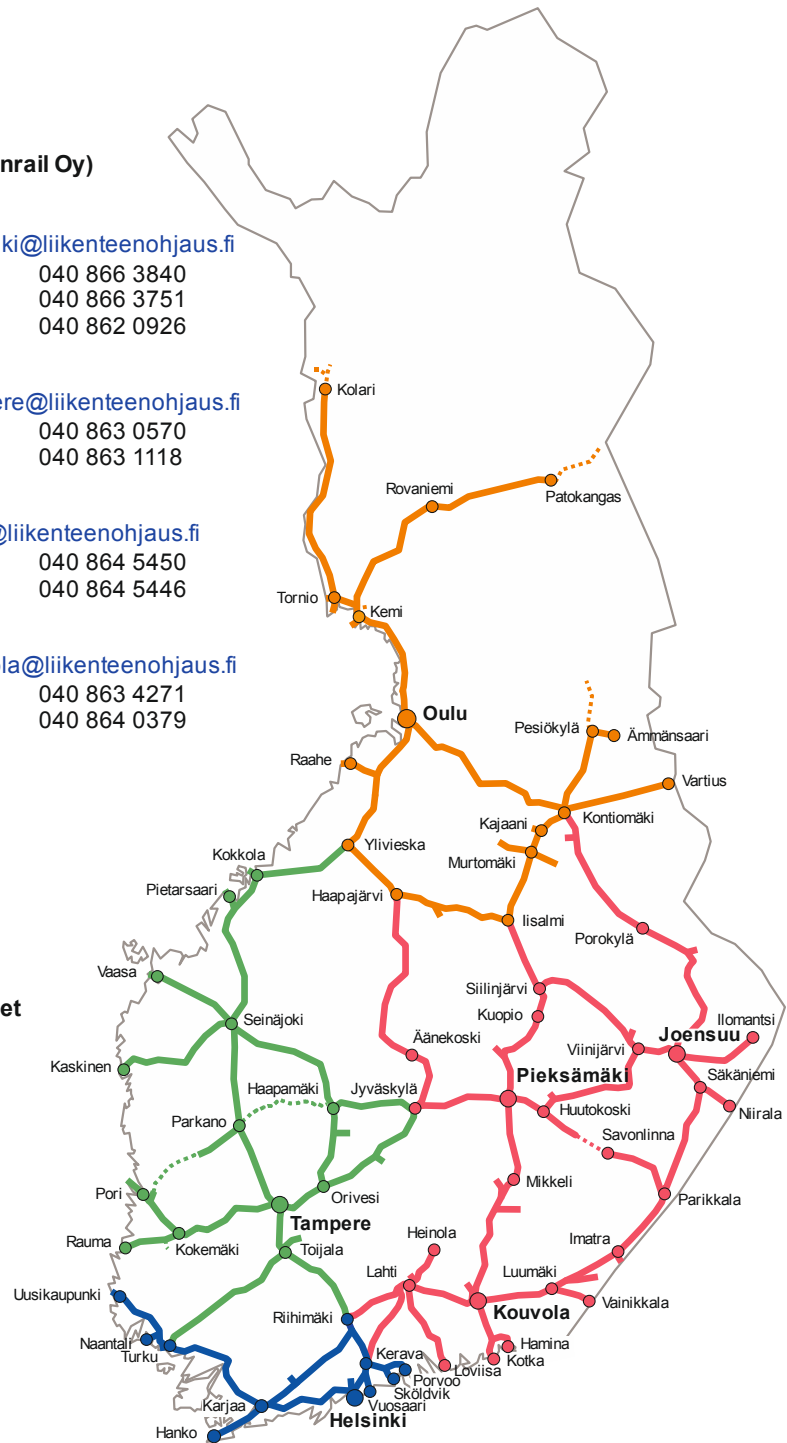 nrail Oy)
ki@liikenteenohjaus.fi
040 866 3840
040 866 3751
040 862 0926
ere@liikenteenohjaus.fi
040 863 0570
040 863 1118
@liikenteenohjaus.fi
040 864 5450
040 864 5446
la@liikenteenohjaus.fi
040 863 4271
040 864 0379
et
Kolari
Rovaniemi
Patokangas
Tornio
Kemi
Oulu
Pesiökylä
Ämmänsaari
Raahe
Vartius
Kontiomäki
Kajaani
Ylivieska
Murtomäki
Kokkola
Pietarsaari
Haapajärvi
Iisalmi
Porokylä
Vaasa
Siilinjärvi
Kuopio
Seinäjoki
Ilomantsi
Joensuu
Äänekoski
Viinijärvi
Kaskinen
Säkäniemi
Pieksämäki
Haapamäki
Jyväskylä
Huutokoski
Niirala
Parkano
Savonlinna
Mikkeli
Pori
Orivesi
Parikkala
Tampere
Rauma
Kokemäki
Heinola
Toijala
Imatra
Lahti
Luumäki
Uusikaupunki
Vainikkala
Riihimäki
Kouvola
Naantali
Turku
Hamina
Kerava
Kotka
Loviisa
Porvoo
Sköldvik
Karjaa
Vuosaari
Helsinki
Hanko